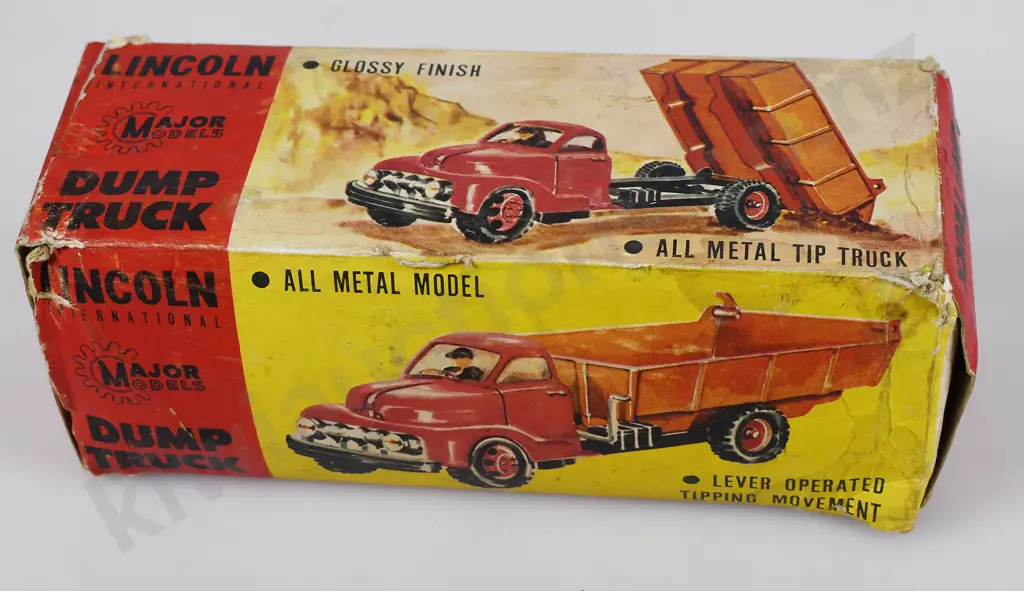 LINCOLN
INTERNATIONAL
MAJOR
MODELS
DUMP
TRUCK
GLOSSY FINISH
ALL METAL TIP TRUCK
LINCOLN
INTERNATIONAL
MAJOR
MODELS
DUMP
TRUCK
ALL METAL MODEL
LEVER OPERATED
TIPPING MOVEMENT